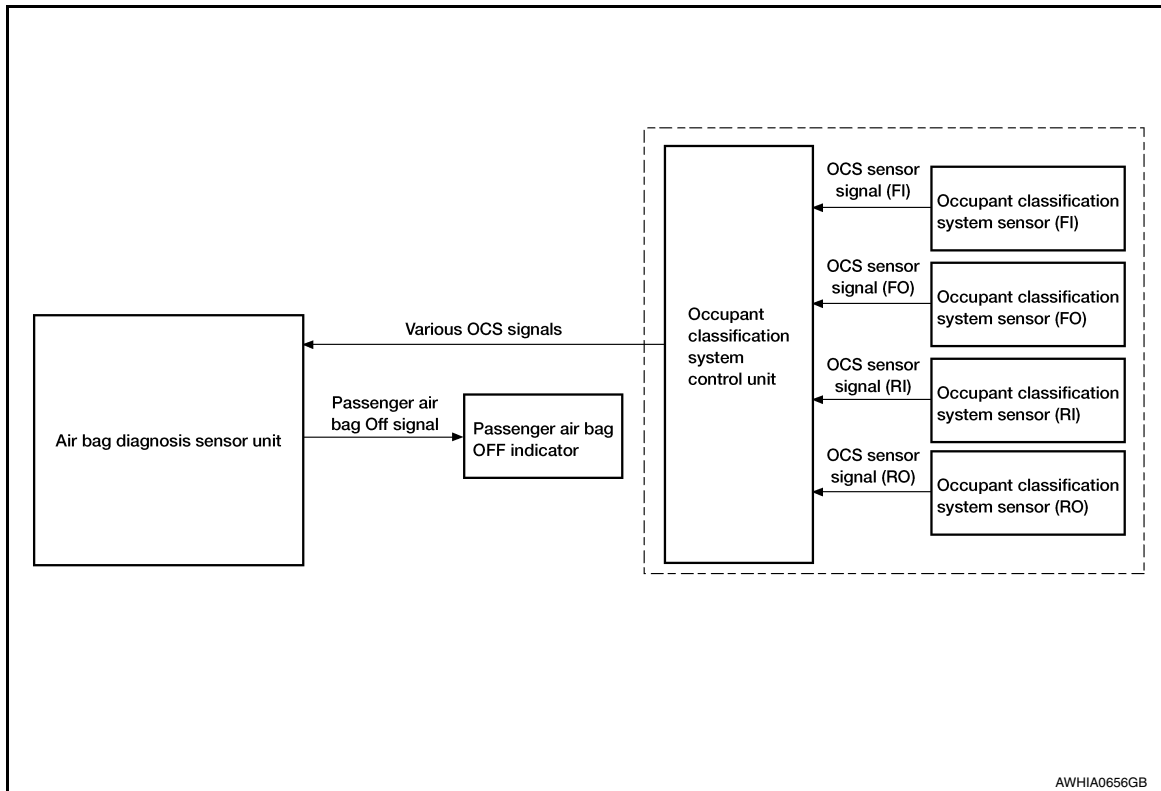 OCS sensor
signal (FI)
Occupant classification
system sensor (FI)
OCS sensor
signal (FO)
Occupant classification
system sensor (FO)
Various OCS signals
Occupant
classification
system
control unit
OCS sensor
signal (RI)
Occupant classification
system sensor (RI)
Air bag diagnosis sensor unit
Passenger air
bag Off signal
Passenger air bag
OFF indicator
OCS sensor
signal (RO)
Occupant classification
system sensor (RO)
AWHIA0656GB